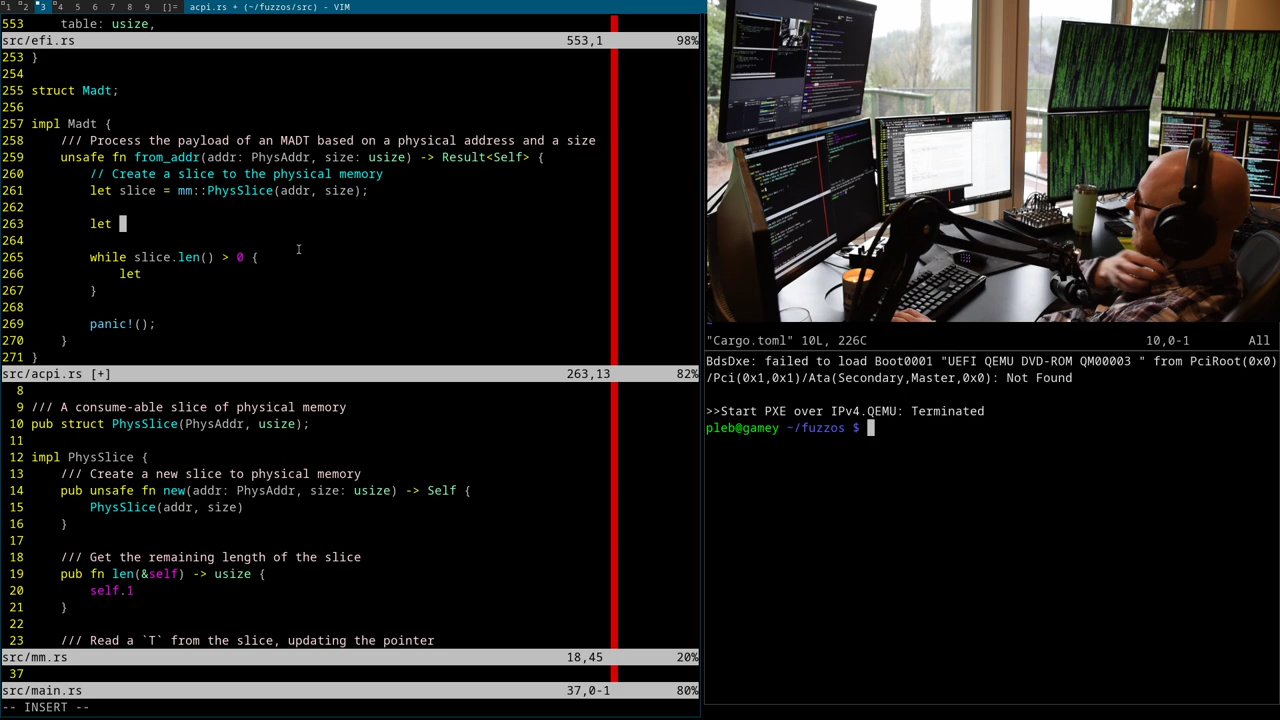 1 2 3 4 5 6 7 8 9 []= acpi.rs + (~/fuzzos/src) - VIM
553     table: usize,
src/efi.rs 553,1 98%
253 }
254
255 struct Madt;
256
257 impl Madt {
258     /// Process the payload of an MADT based on a physical address and a size
259     unsafe fn from_addr(addr: PhysAddr, size: usize) -> Result<Self> {
260         // Create a slice to the physical memory
261         let slice = mm::PhysSlice(addr, size);
262
263         let
264
265         while slice.len() > 0 {
266             let
267         }
268
269         panic!();
270     }
271 }
src/acpi.rs [+] 263,13 82%
8
9 /// A consume-able slice of physical memory
10 pub struct PhysSlice(PhysAddr, usize);
11
12 impl PhysSlice {
13     /// Create a new slice to physical memory
14     pub unsafe fn new(addr: PhysAddr, size: usize) -> Self {
15         PhysSlice(addr, size)
16     }
17
18     /// Get the remaining length of the slice
19     pub fn len(&self) -> usize {
20         self.1
21     }
22
23     /// Read a `T` from the slice, updating the pointer
src/mm.rs 18,45 20%
37
src/main.rs 37,0-1 80%
-- INSERT --
"Cargo.toml" 10L, 226C 10,0-1 All
BdsDxe: failed to load Boot0001 "UEFI QEMU DVD-ROM QM00003 " from PciRoot(0x0)
/Pci(0x1,0x1)/Ata(Secondary,Master,0x0): Not Found
>>Start PXE over IPv4.QEMU: Terminated
pleb@gamey ~/fuzzos $